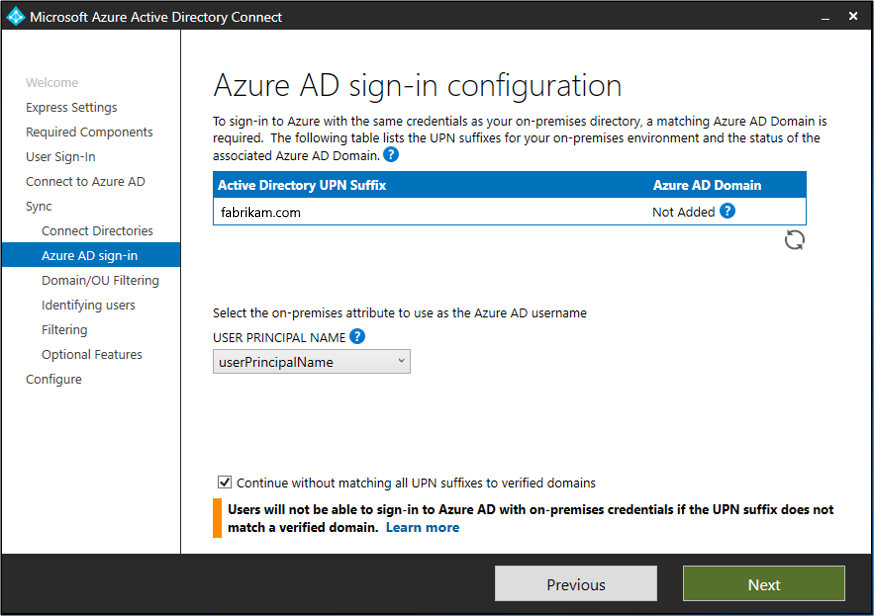 Microsoft Azure Active Directory Connect
Welcome
Express Settings
Required Components
User Sign-In
Connect to Azure AD
Sync
Connect Directories
Azure AD sign-in
Domain/OU Filtering
Identifying users
Filtering
Optional Features
Configure
Azure AD sign-in configuration
To sign-in to Azure with the same credentials as your on-premises directory, a matching Azure AD Domain is
required. The following table lists the UPN suffixes for your on-premises environment and the status of the
associated Azure AD Domain. ?
Active Directory UPN Suffix Azure AD Domain
fabrikam.com Not Added ?
Select the on-premises attribute to use as the Azure AD username
USER PRINCIPAL NAME ?
userPrincipalName
Continue without matching all UPN suffixes to verified domains
Users will not be able to sign-in to Azure AD with on-premises credentials if the UPN suffix does not
match a verified domain. Learn more
Previous Next